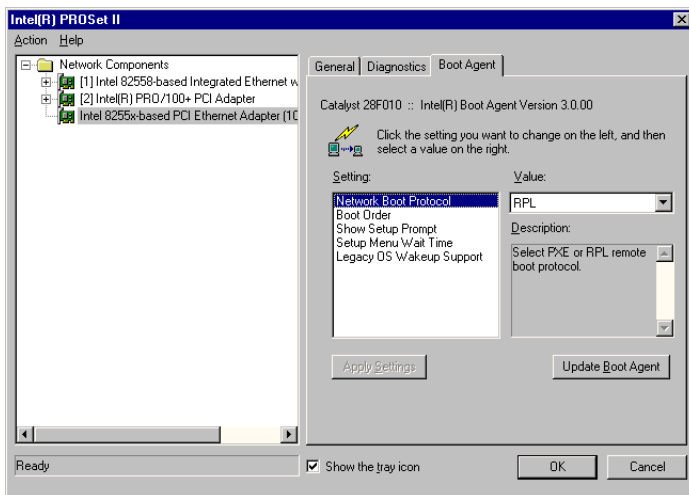 Intel(R) PROSet II
Action Help
Network Components
[1] Intel 82558-based Integrated Ethernet w
[2] Intel(R) PRO/100+ PCI Adapter
Intel 8255x-based PCI Ethernet Adapter (10
General
Diagnostics
Boot Agent
Catalyst 28F010 :: Intel(R) Boot Agent Version 3.0.00
Click the setting you want to change on the left, and then
select a value on the right.
Setting:
Network Boot Protocol
Boot Order
Show Setup Prompt
Setup Menu Wait Time
Legacy OS Wakeup Support
Value:
RPL
Description:
Select PXE or RPL remote
boot protocol.
Apply Settings
Update Boot Agent
Ready
Show the tray icon
OK
Cancel